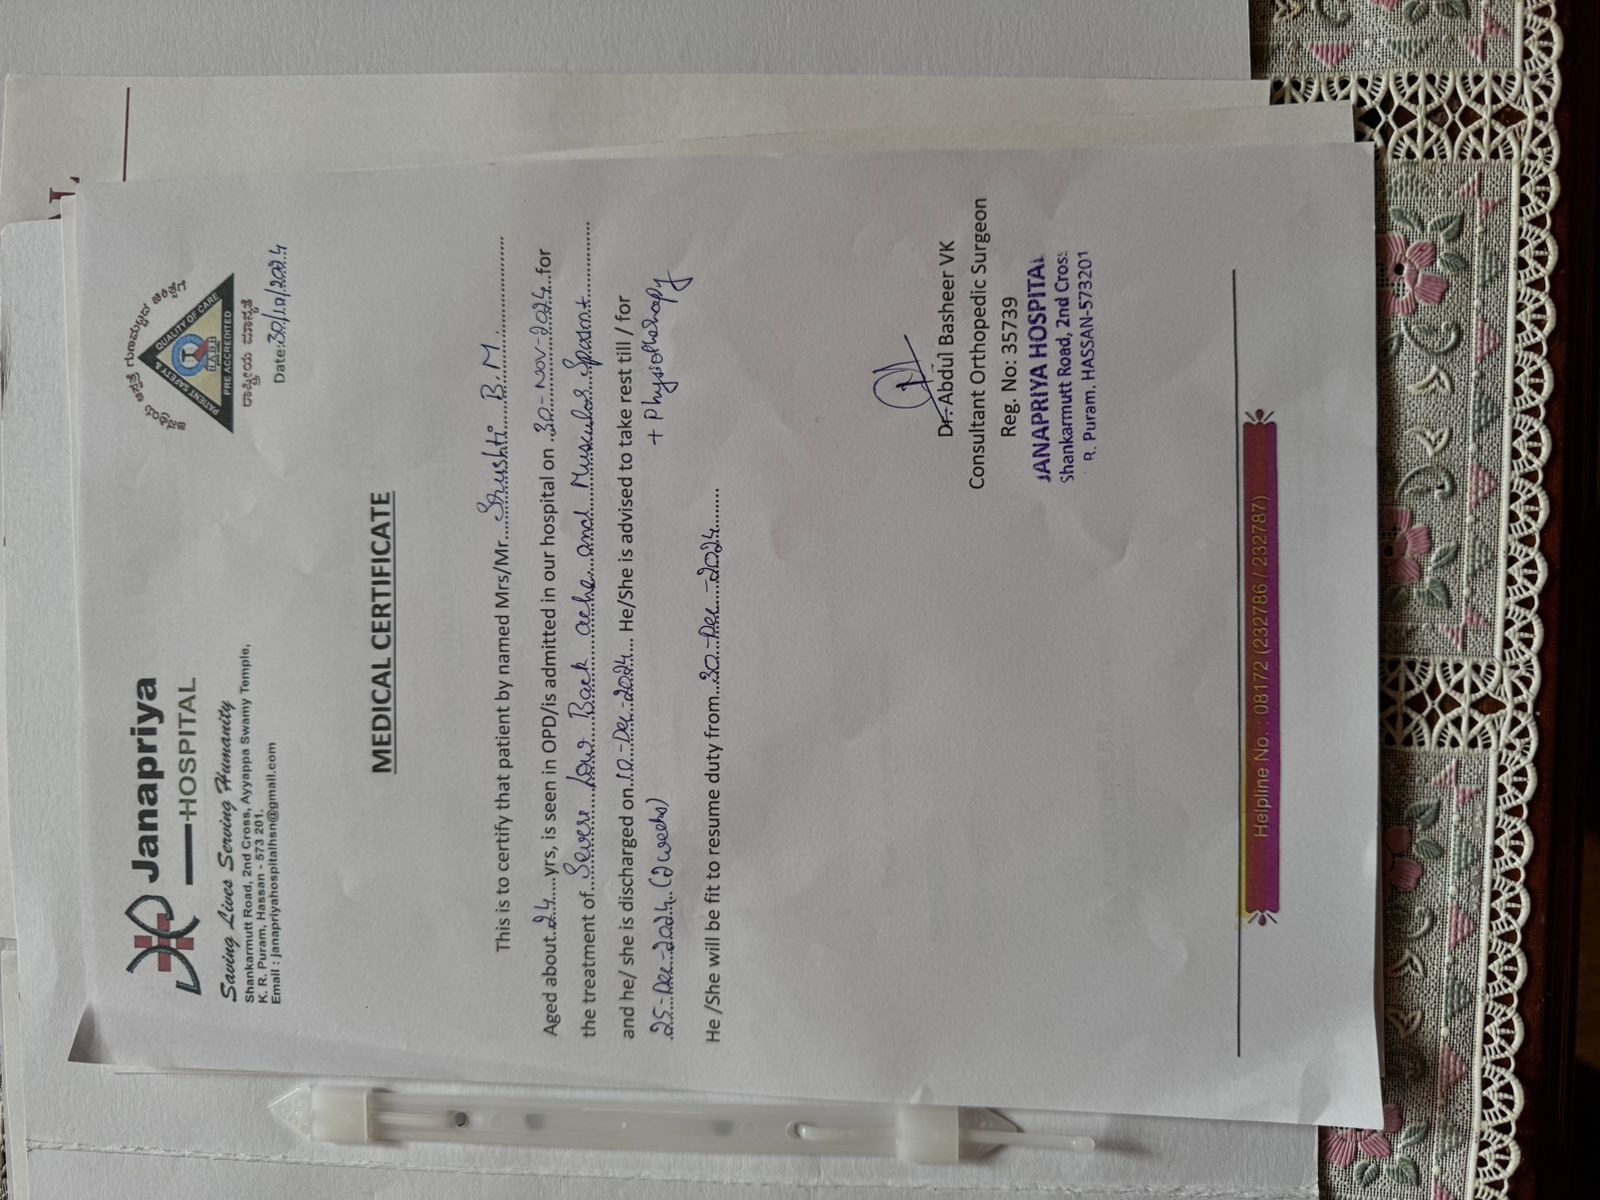 Janapriya
HOSPITAL
Saving Lives Serving Humanity
Shankarmutt Road, 2nd Cross, Ayyappa Swamy Temple,
K. R. Puram, Hassan - 573 201.
Email : janapriyahospitalhsn@gmail.com
PATIENT SAFETY & QUALITY OF CARE
PRE ACCREDITED
Date:30/12/2024
MEDICAL CERTIFICATE
This is to certify that patient by named Mrs/Mr...Srushti B.M
Aged about 24 yrs, is seen in OPD/is admitted in our hospital on 30-Nov-2024 for
the treatment of Severe Low Back ache and Muscular Spasm
and he/ she is discharged on 10-Dec-2024 He/She is advised to take rest till / for
25-Dec-2024 (2 weeks) + Physiotherapy
He /She will be fit to resume duty from 30-Dec-2024
Dr. Abdul Basheer VK
Consultant Orthopedic Surgeon
Reg. No: 35739
JANAPRIYA HOSPITAL
Shankarmutt Road, 2nd Cross
R. Puram, HASSAN-573201
Helpline No. : 08172 (232786 / 232787)